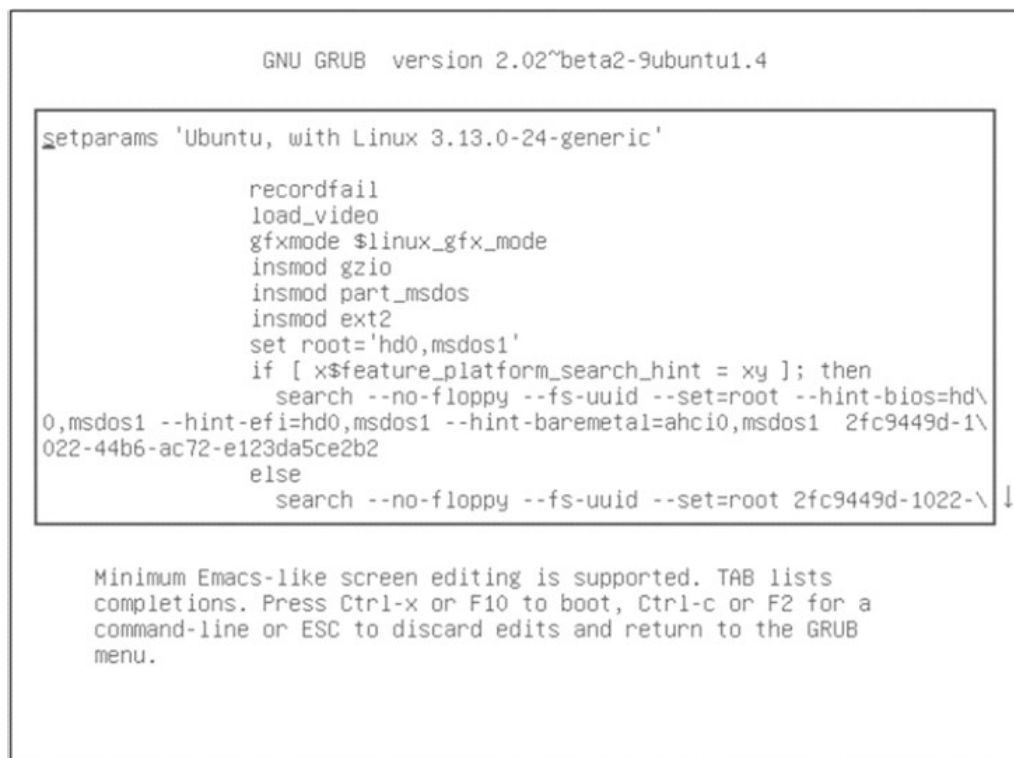 GNU GRUB  version 2.02~beta2-9ubuntu1.4
setparams 'Ubuntu, with Linux 3.13.0-24-generic'
recordfail
load_video
gfxmode $linux_gfx_mode
insmod gzio
insmod part_msdos
insmod ext2
set root='hd0,msdos1'
if [ x$feature_platform_search_hint = xy ]; then
search --no-floppy --fs-uuid --set=root --hint-bios=hd\
0,msdos1 --hint-efi=hd0,msdos1 --hint-baremetal=ahci0,msdos1  2fc9449d-1\
022-44b6-ac72-e123da5ce2b2
else
search --no-floppy --fs-uuid --set=root 2fc9449d-1022-\
Minimum Emacs-like screen editing is supported. TAB lists
completions. Press Ctrl-x or F10 to boot, Ctrl-c or F2 for a
command-line or ESC to discard edits and return to the GRUB
menu.